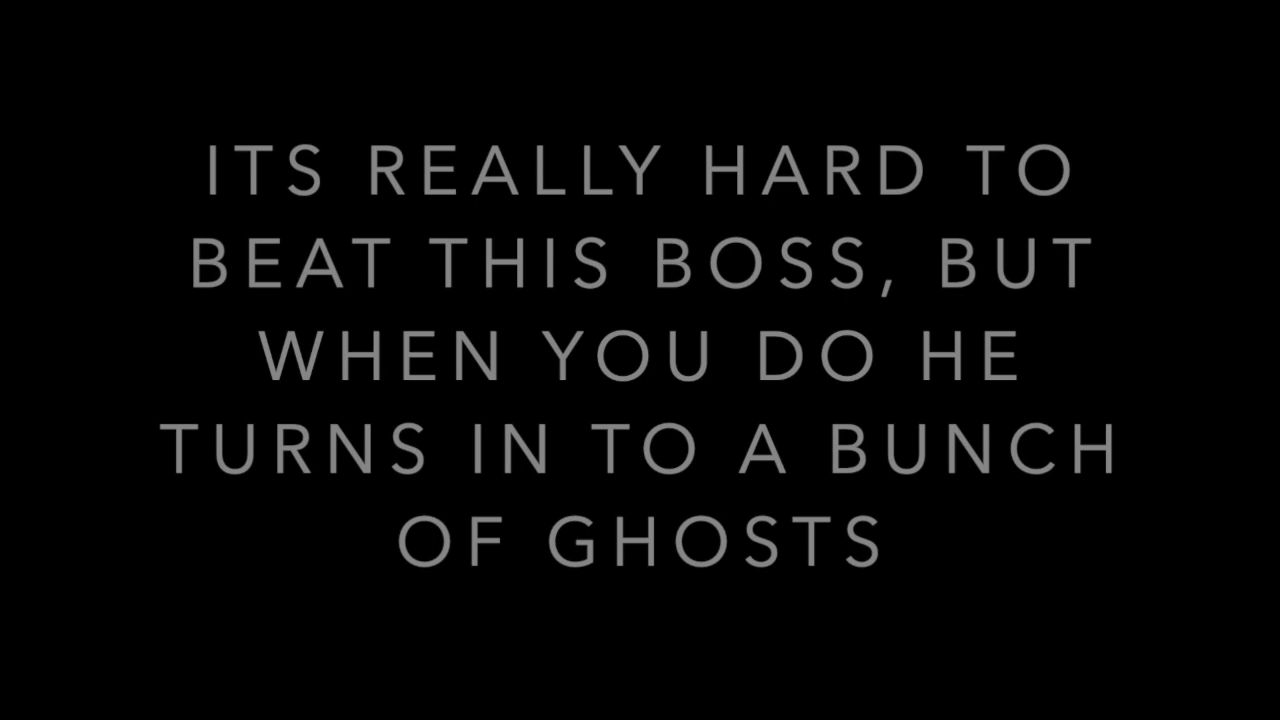 ITS REALLY HARD TO
BEAT THIS BOSS, BUT
WHEN YOU DO HE
TURNS IN TO A BUNCH
OF GHOSTS